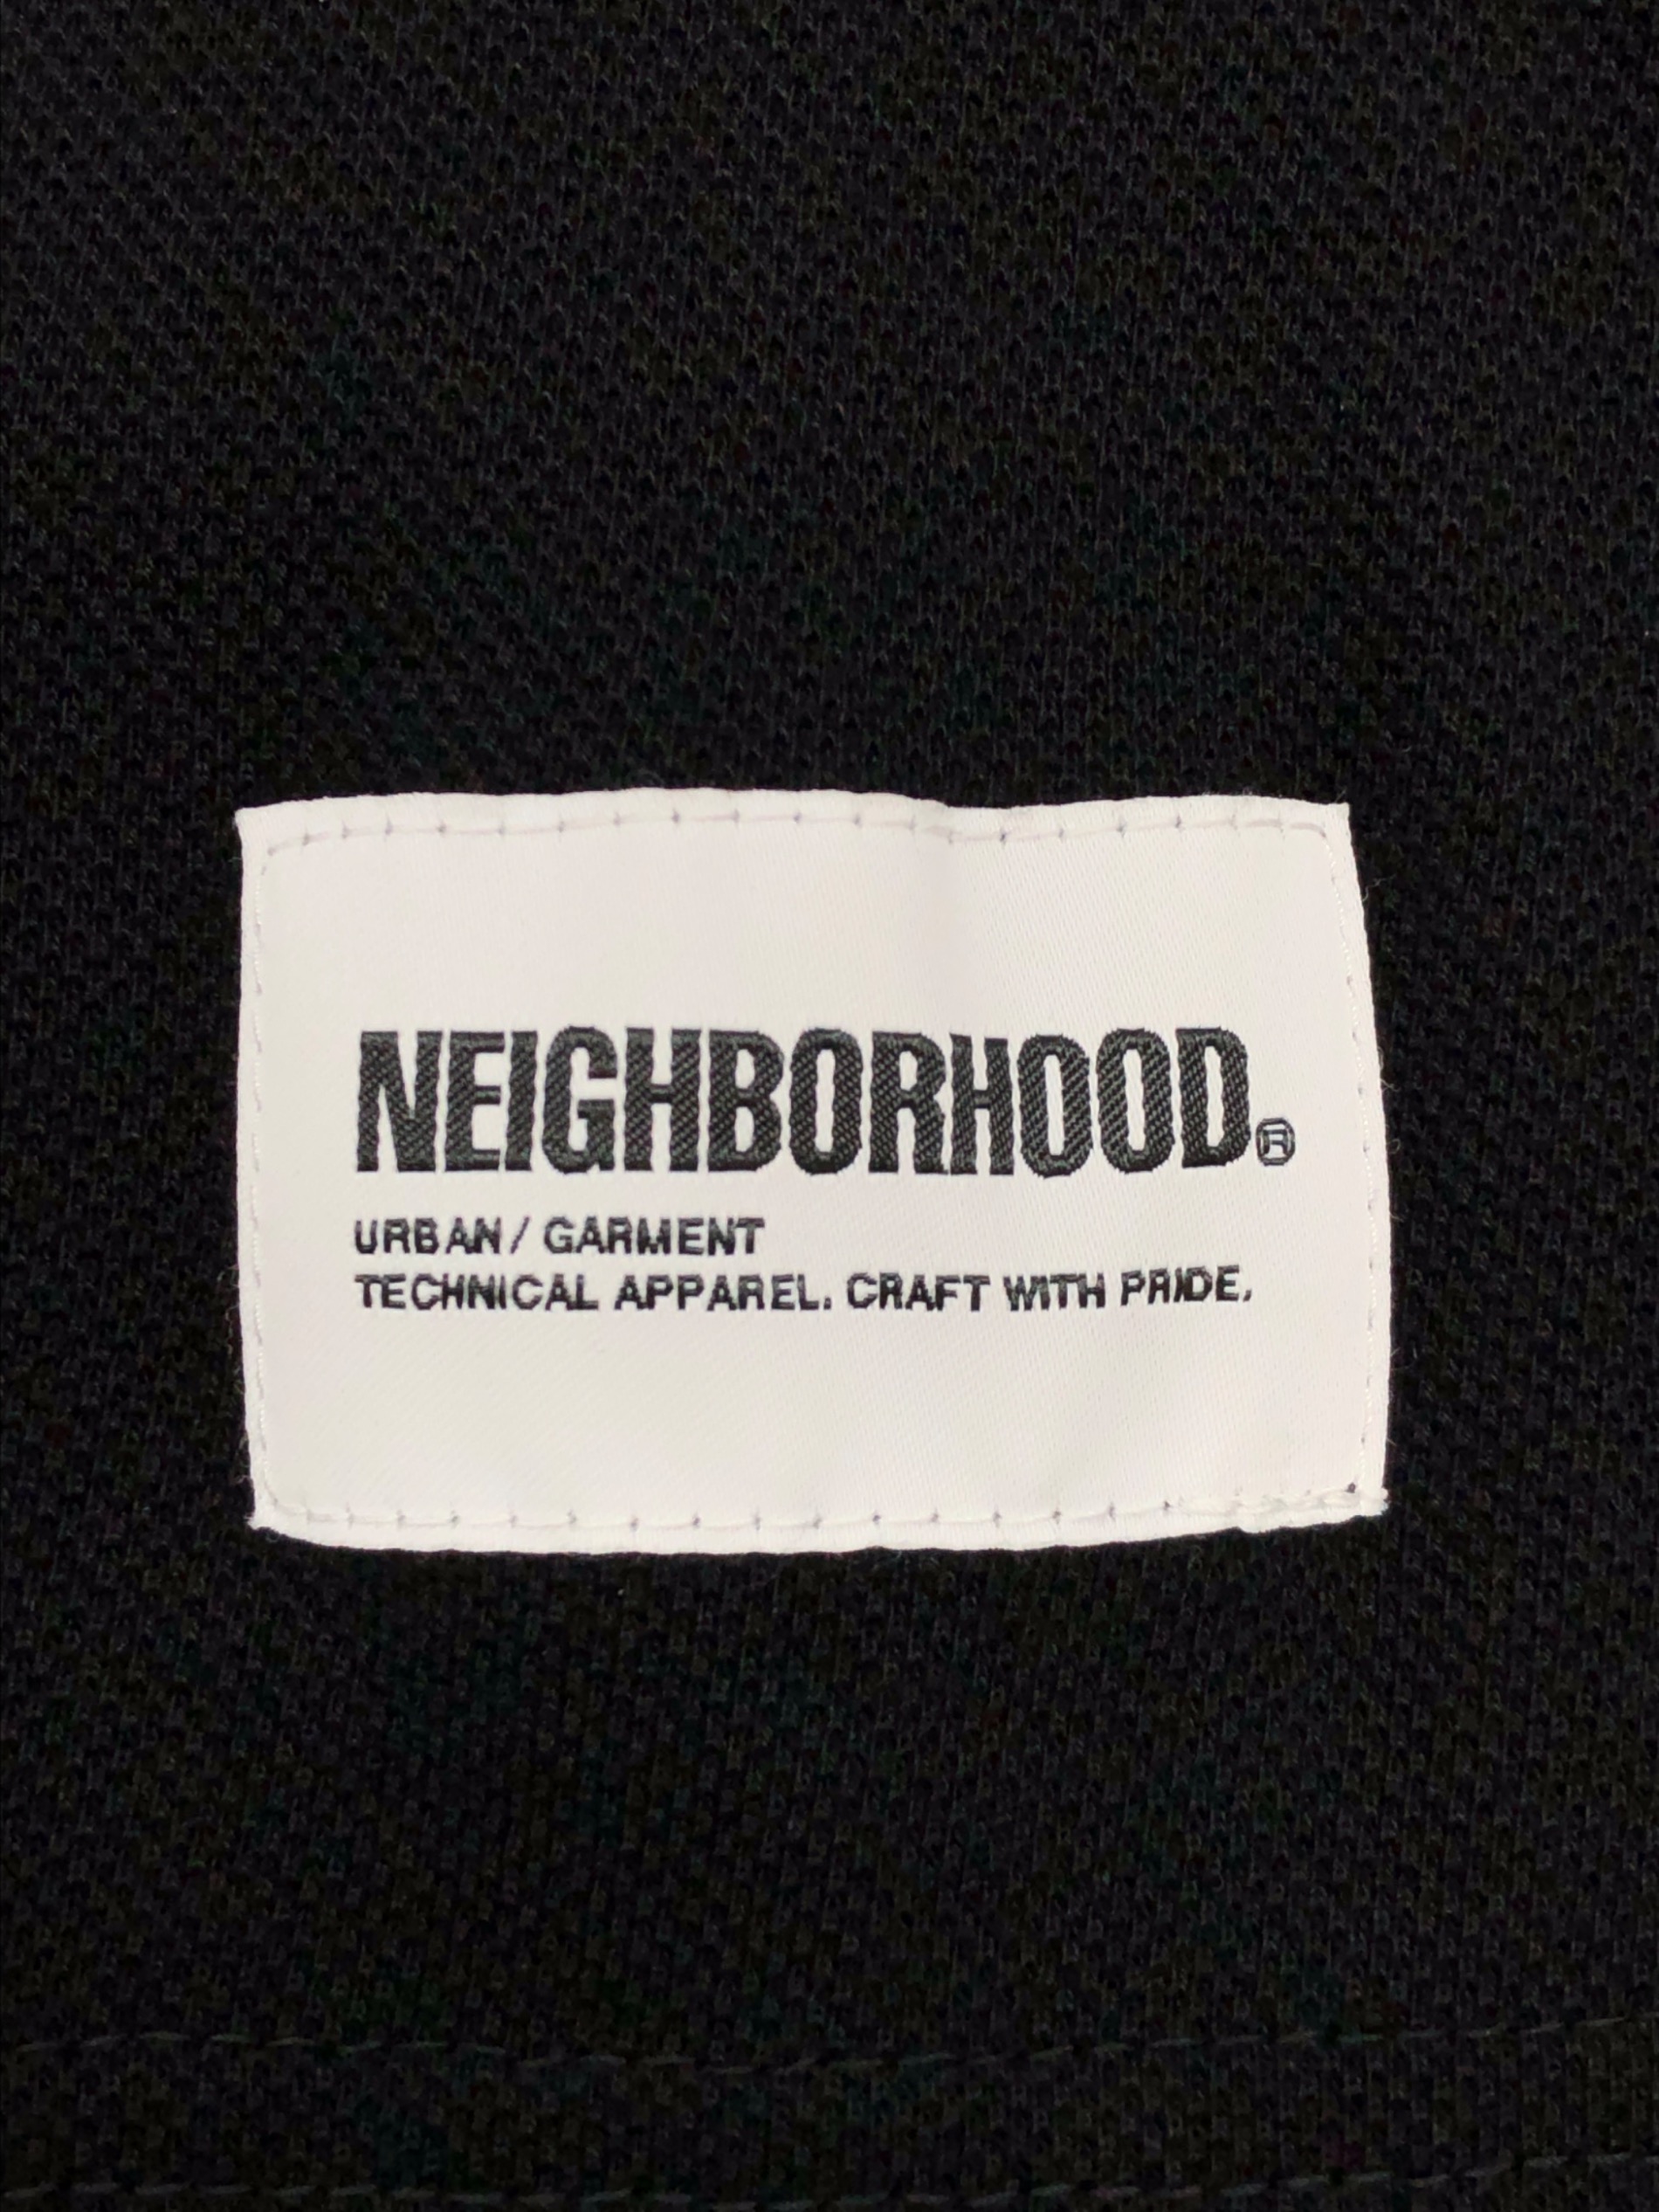 NEIGHBORHOOD®
URBAN / GARMENT
TECHNICAL APPAREL. CRAFT WITH PRIDE.